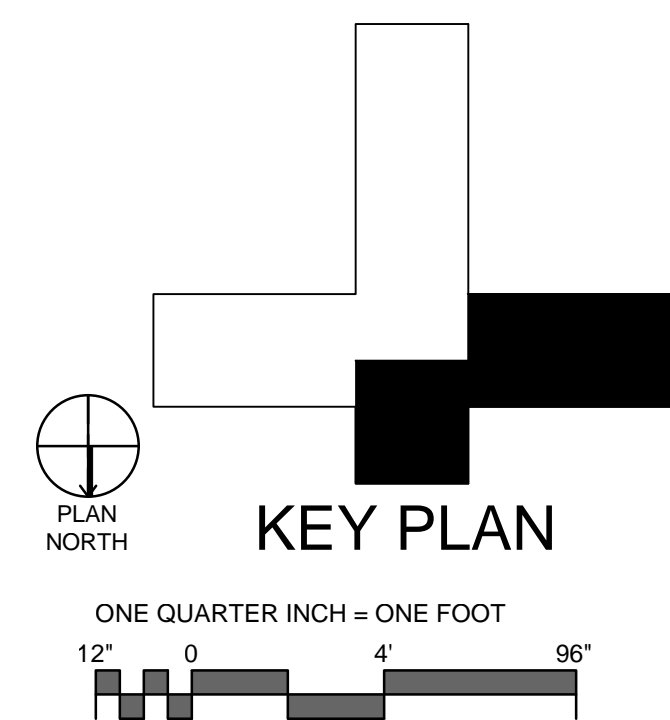 PLAN
NORTH
KEY PLAN
ONE QUARTER INCH = ONE FOOT
12" 0 4' 96"